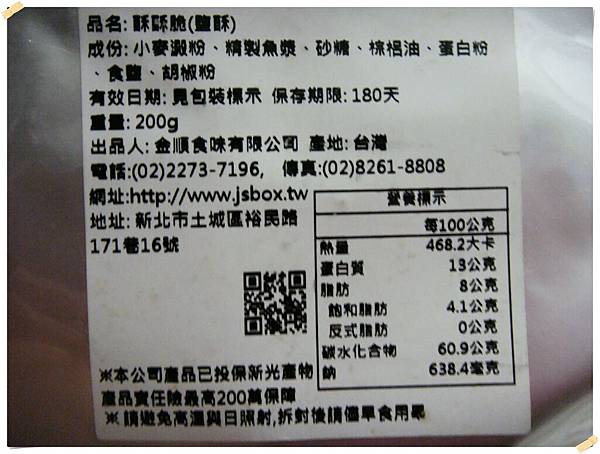 品名: 酥酥脆(鹽酥)
成份: 小麥澱粉、精製魚漿、砂糖、棕梠油、蛋白粉
、食鹽、胡椒粉
有效日期: 見包裝標示 保存期限: 180天
重量: 200g
出品人: 金順食味有限公司 產地: 台灣
電話:(02)2273-7196, 傳真:(02)8261-8808
網址:http://www.jsbox.tw
地址: 新北市土城區裕民路
171巷16號
營養標示
每100公克
熱量 468.2大卡
蛋白質 13公克
脂肪 8公克
飽和脂肪 4.1公克
反式脂肪 0公克
碳水化合物 60.9公克
鈉 638.4毫克
※本公司產品已投保新光產物
產品責任險最高200萬保障
※請避免高溫與日照射,拆封後請儘早食用畢